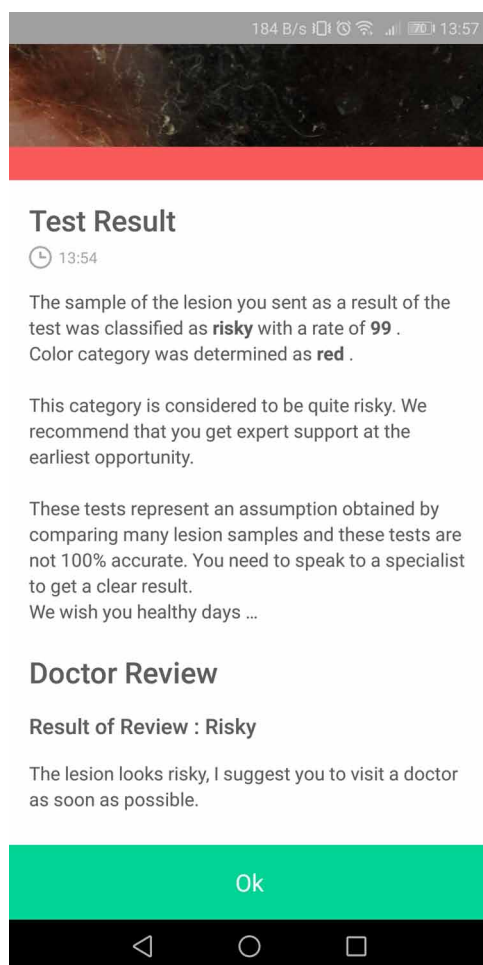 184 B/s 70 13:57
Test Result
13:54
The sample of the lesion you sent as a result of the
test was classified as risky with a rate of 99 .
Color category was determined as red .
This category is considered to be quite risky. We
recommend that you get expert support at the
earliest opportunity.
These tests represent an assumption obtained by
comparing many lesion samples and these tests are
not 100% accurate. You need to speak to a specialist
to get a clear result.
We wish you healthy days ...
Doctor Review
Result of Review : Risky
The lesion looks risky, I suggest you to visit a doctor
as soon as possible.
Ok